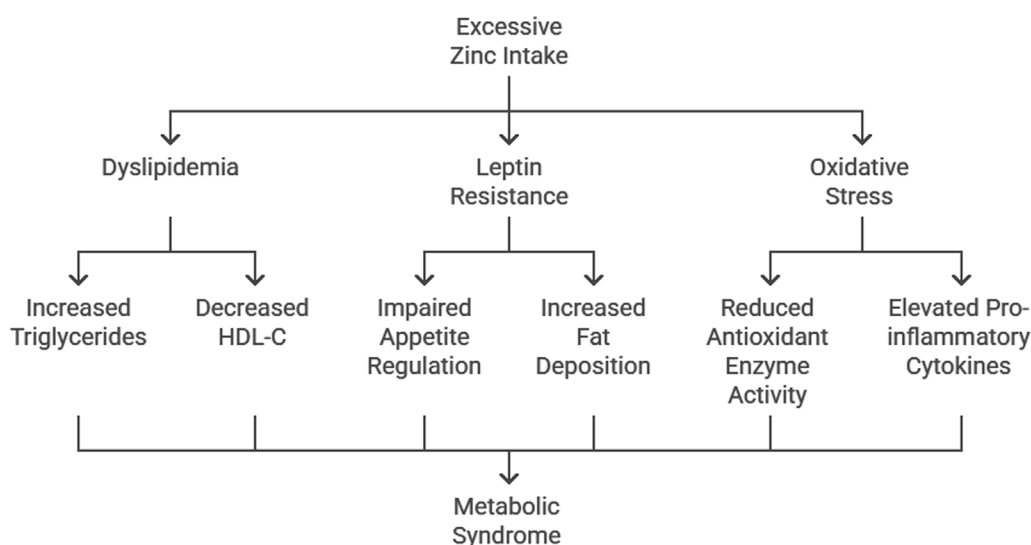 Excessive
Zinc Intake
Dyslipidemia
Leptin
Resistance
Oxidative
Stress
Increased
Triglycerides
Decreased
HDL-C
Impaired
Appetite
Regulation
Increased
Fat
Deposition
Reduced
Antioxidant
Enzyme
Activity
Elevated Pro-
inflammatory
Cytokines
Metabolic
Syndrome